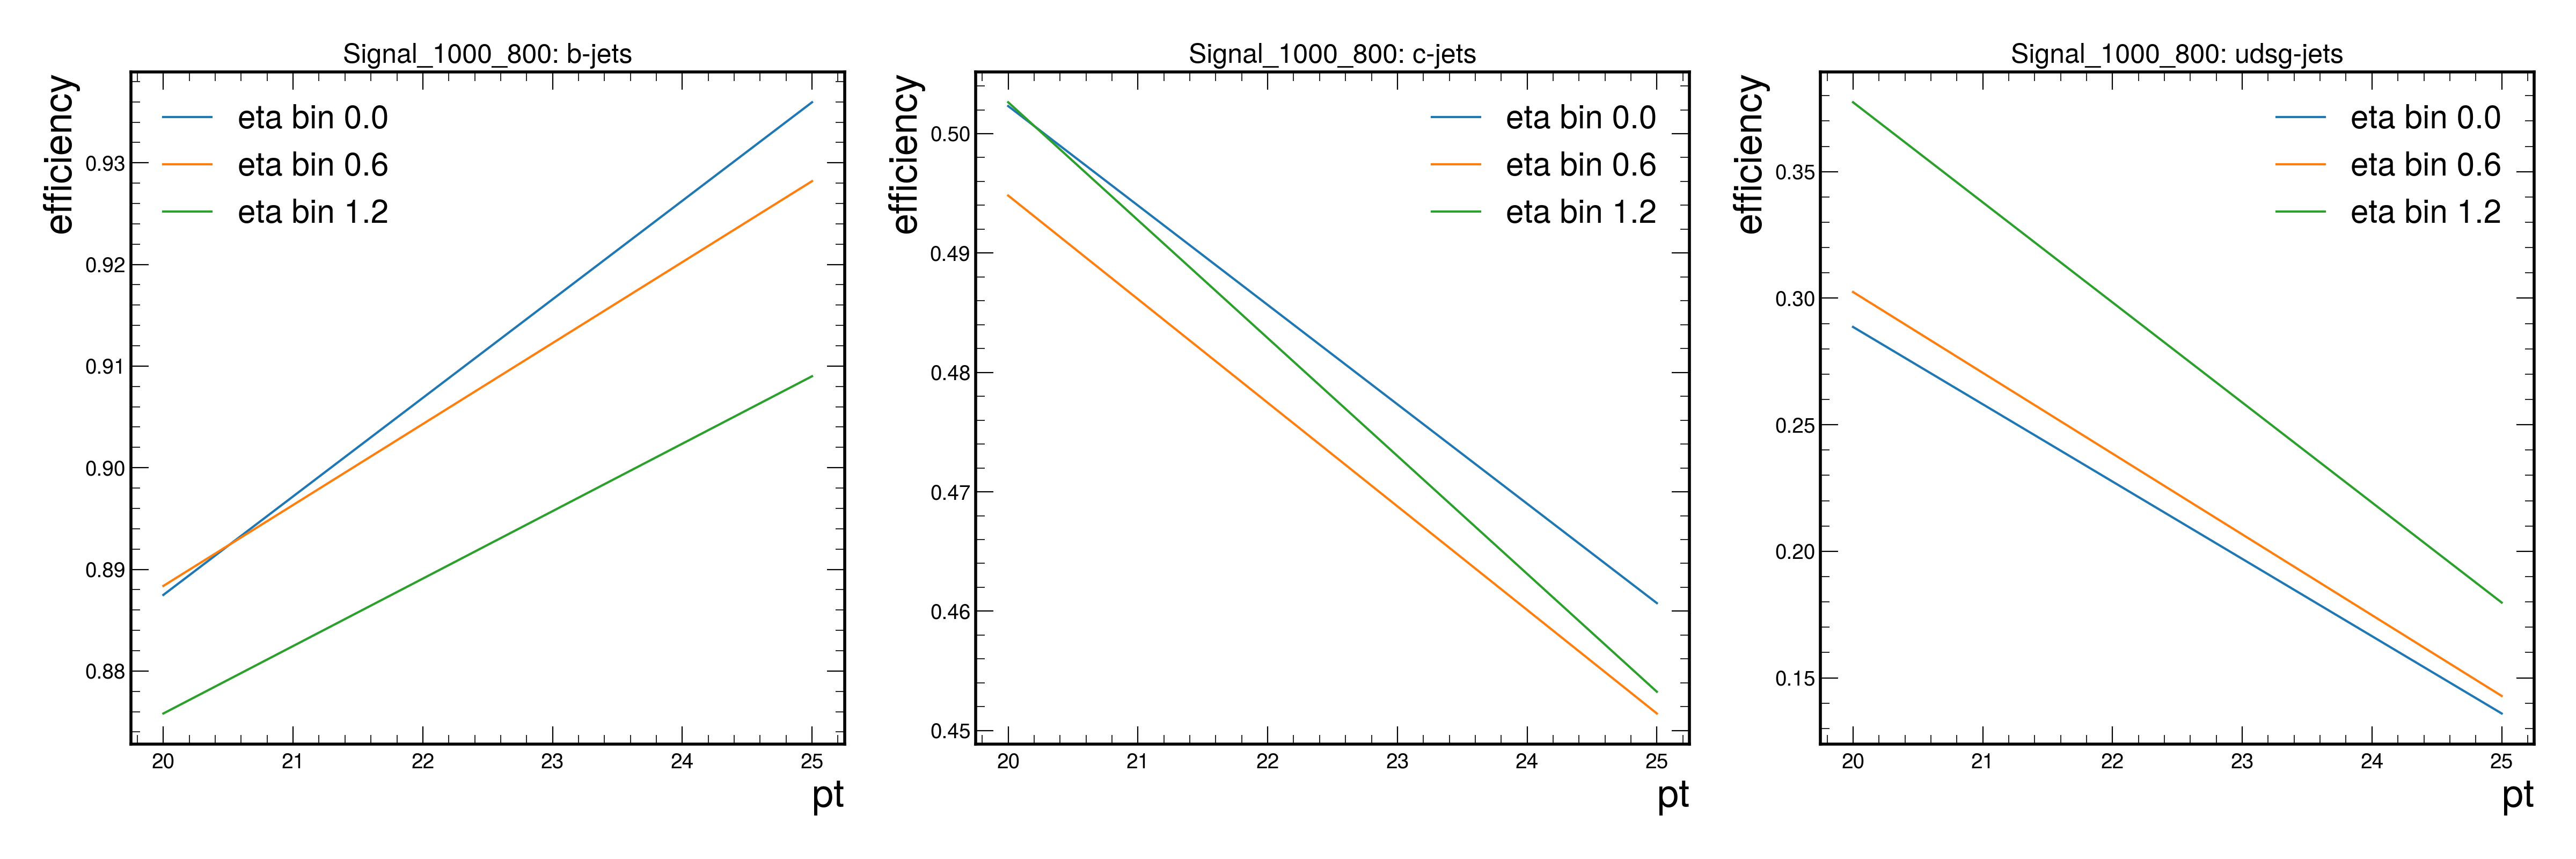 Signal_1000_800: b-jets
efficiency
eta bin 0.0
eta bin 0.6
eta bin 1.2
0.93
0.92
0.91
0.90
0.89
0.88
20 21 22 23 24 25
pt
Signal_1000_800: c-jets
efficiency
eta bin 0.0
eta bin 0.6
eta bin 1.2
0.50
0.49
0.48
0.47
0.46
0.45
20 21 22 23 24 25
pt
Signal_1000_800: udsg-jets
efficiency
eta bin 0.0
eta bin 0.6
eta bin 1.2
0.35
0.30
0.25
0.20
0.15
20 21 22 23 24 25
pt